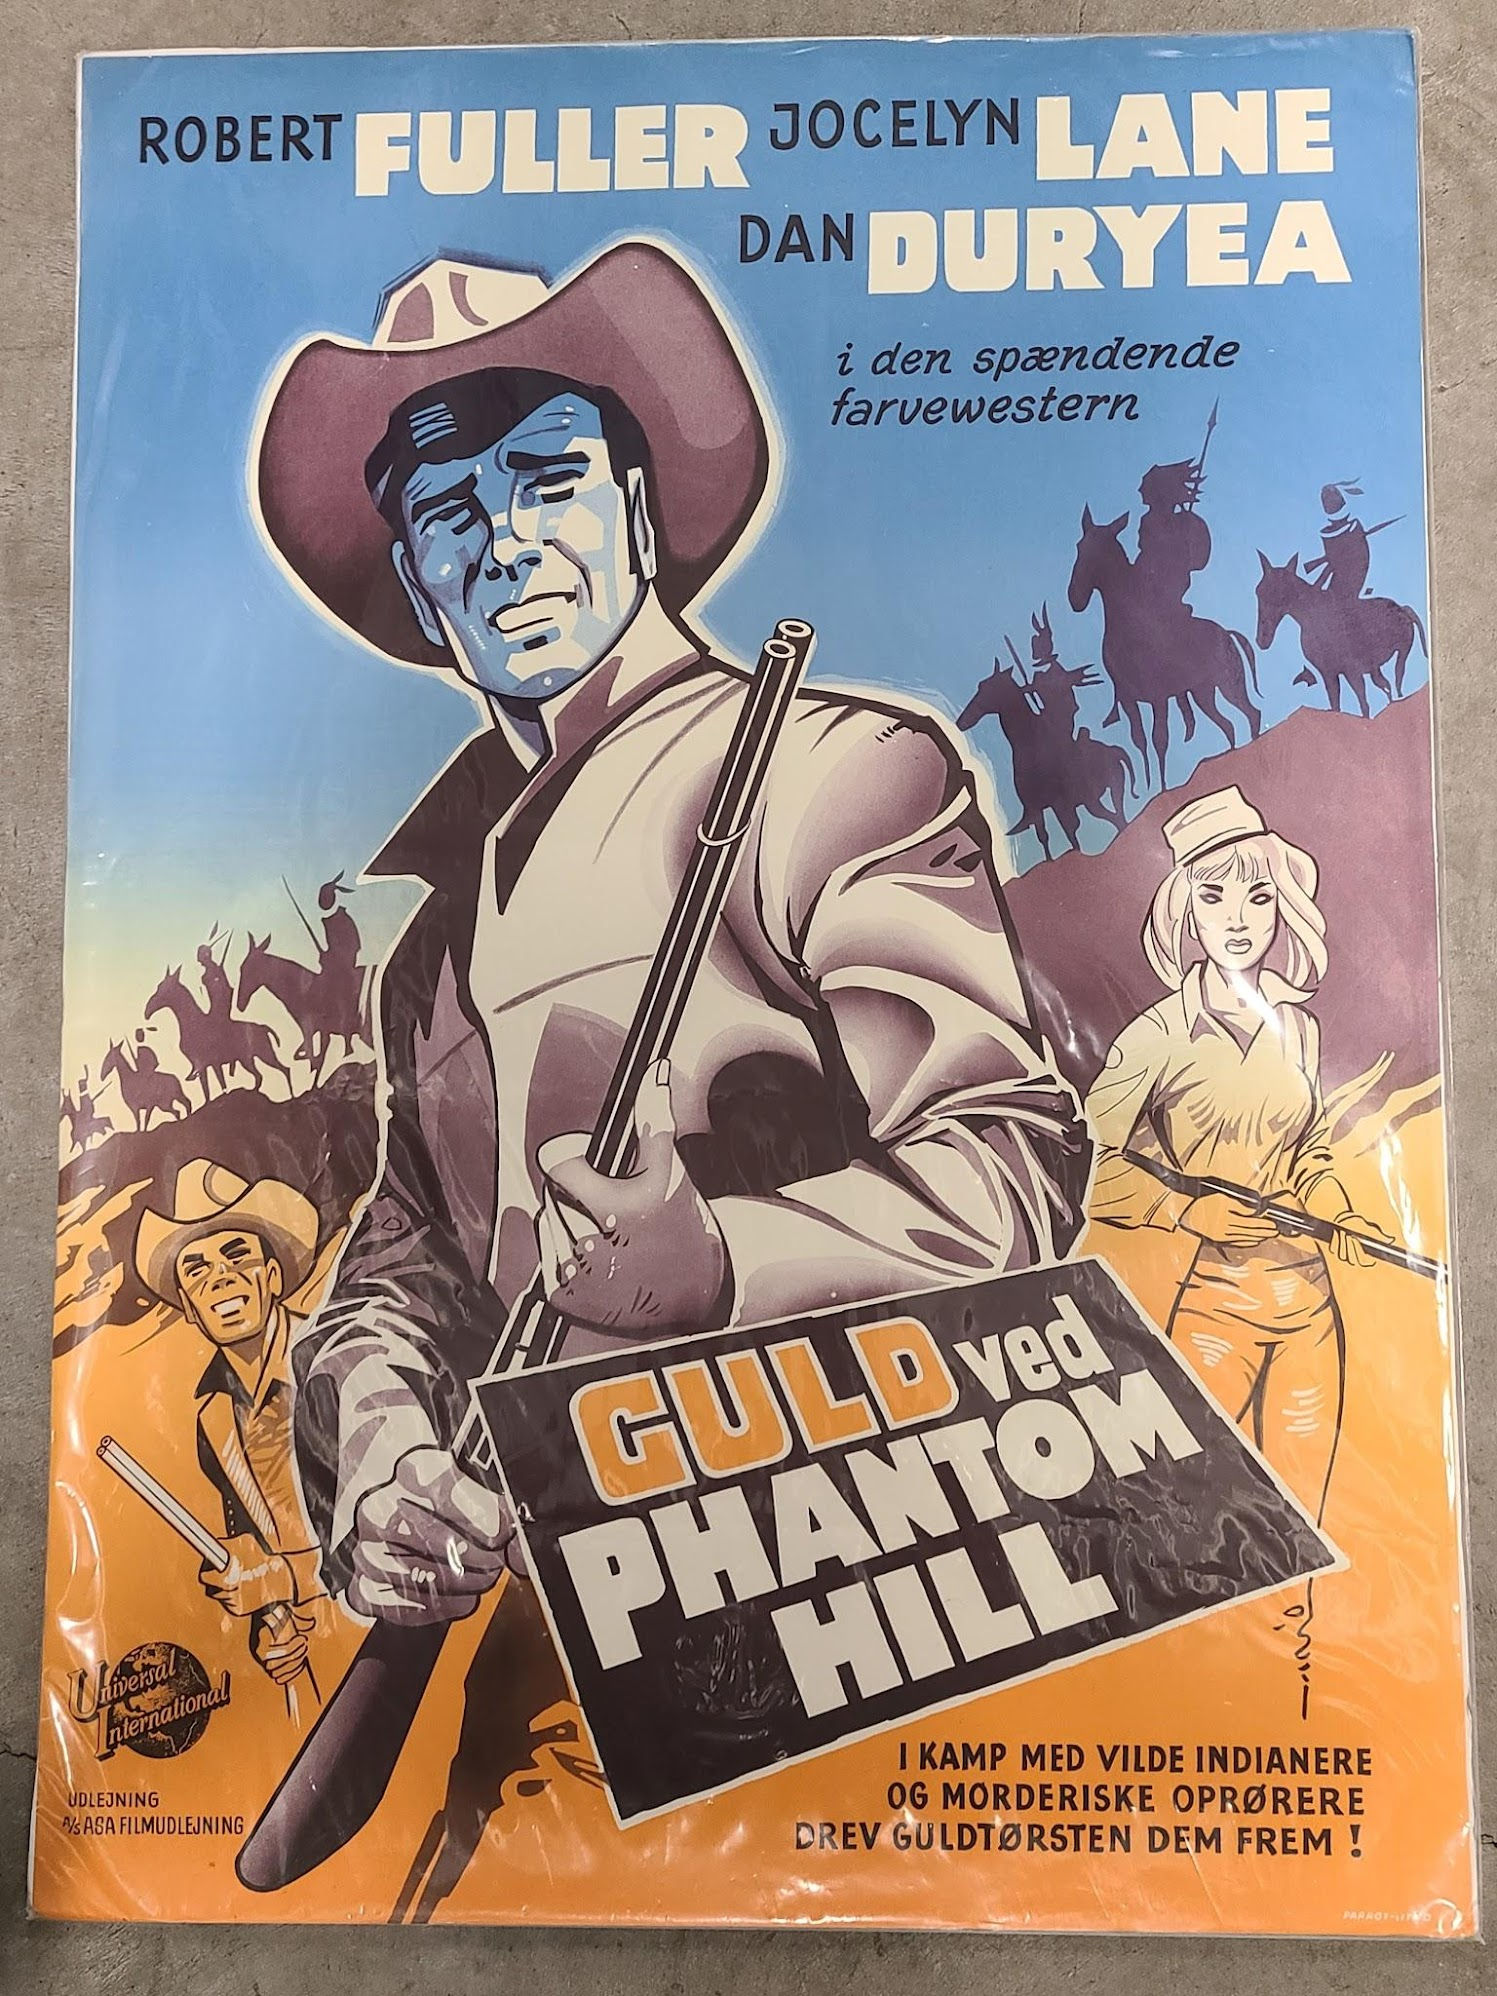 ROBERT FULLER JOCELYN LANE
DAN DURYEA
i den spændende
farvewestern
GULD ved
PHANTOM
HILL
Universal
International
UDLEJNING
A/S ASA FILMUDLEJNING
I KAMP MED VILDE INDIANERE
OG MORDERISKE OPRØRERE
DREV GULDTØRSTEN DEM FREM !